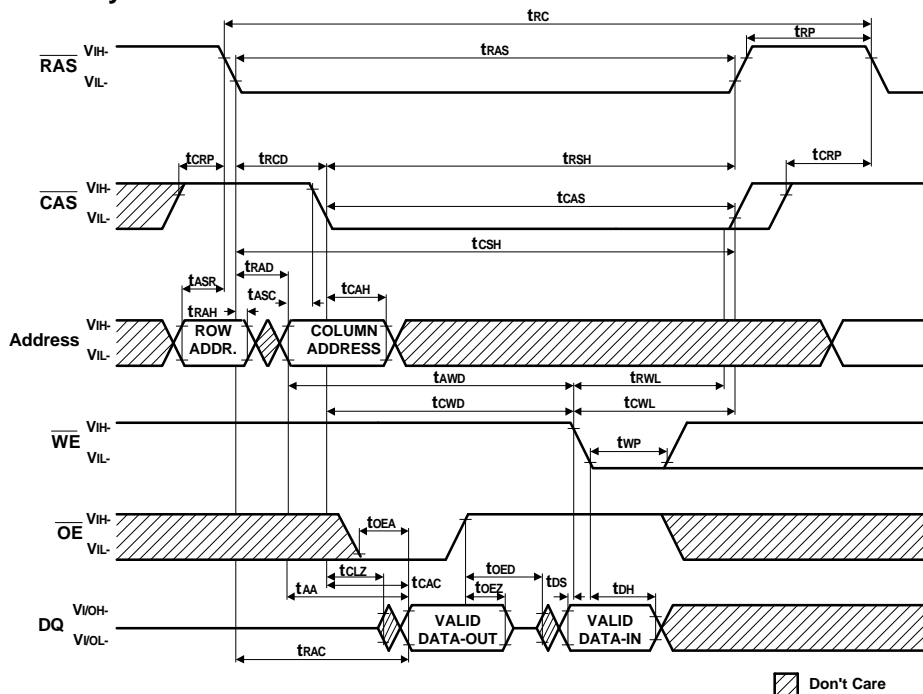 tRC
tRP
VIH-
tRAS
RAS
VIL-
tCRP
tRCD
tRSH
tCRP
VIH-
tCAS
CAS
VIL-
tCSH
tRAD
tASR
tASC
tCAH
tRAH
VIH-
ROW
COLUMN
Address
ADDR.
ADDRESS
VIL-
tAWD
tRWL
tCWD
tCWL
VIH-
WE
tWP
VIL-
VIH-
tOEA
OE
VIL-
tCLZ
tOED
tCAC
tDS
tAA
tOEZ
tDH
VI/OH-
VALID
VALID
DQ
DATA-OUT
DATA-IN
VI/OL-
tRAC
Don't Care